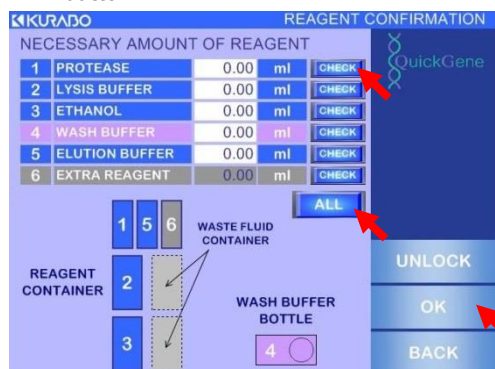 KURABO REAGENT CONFIRMATION
NECESSARY AMOUNT OF REAGENT
QuickGene
1 PROTEASE 0.00 ml CHECK
2 LYSIS BUFFER 0.00 ml CHECK
3 ETHANOL 0.00 ml CHECK
4 WASH BUFFER 0.00 ml CHECK
5 ELUTION BUFFER 0.00 ml CHECK
6 EXTRA REAGENT 0.00 ml CHECK
ALL
1 5 6
WASTE FLUID
CONTAINER
REAGENT
CONTAINER
2
3
WASH BUFFER
BOTTLE
4
UNLOCK
OK
BACK